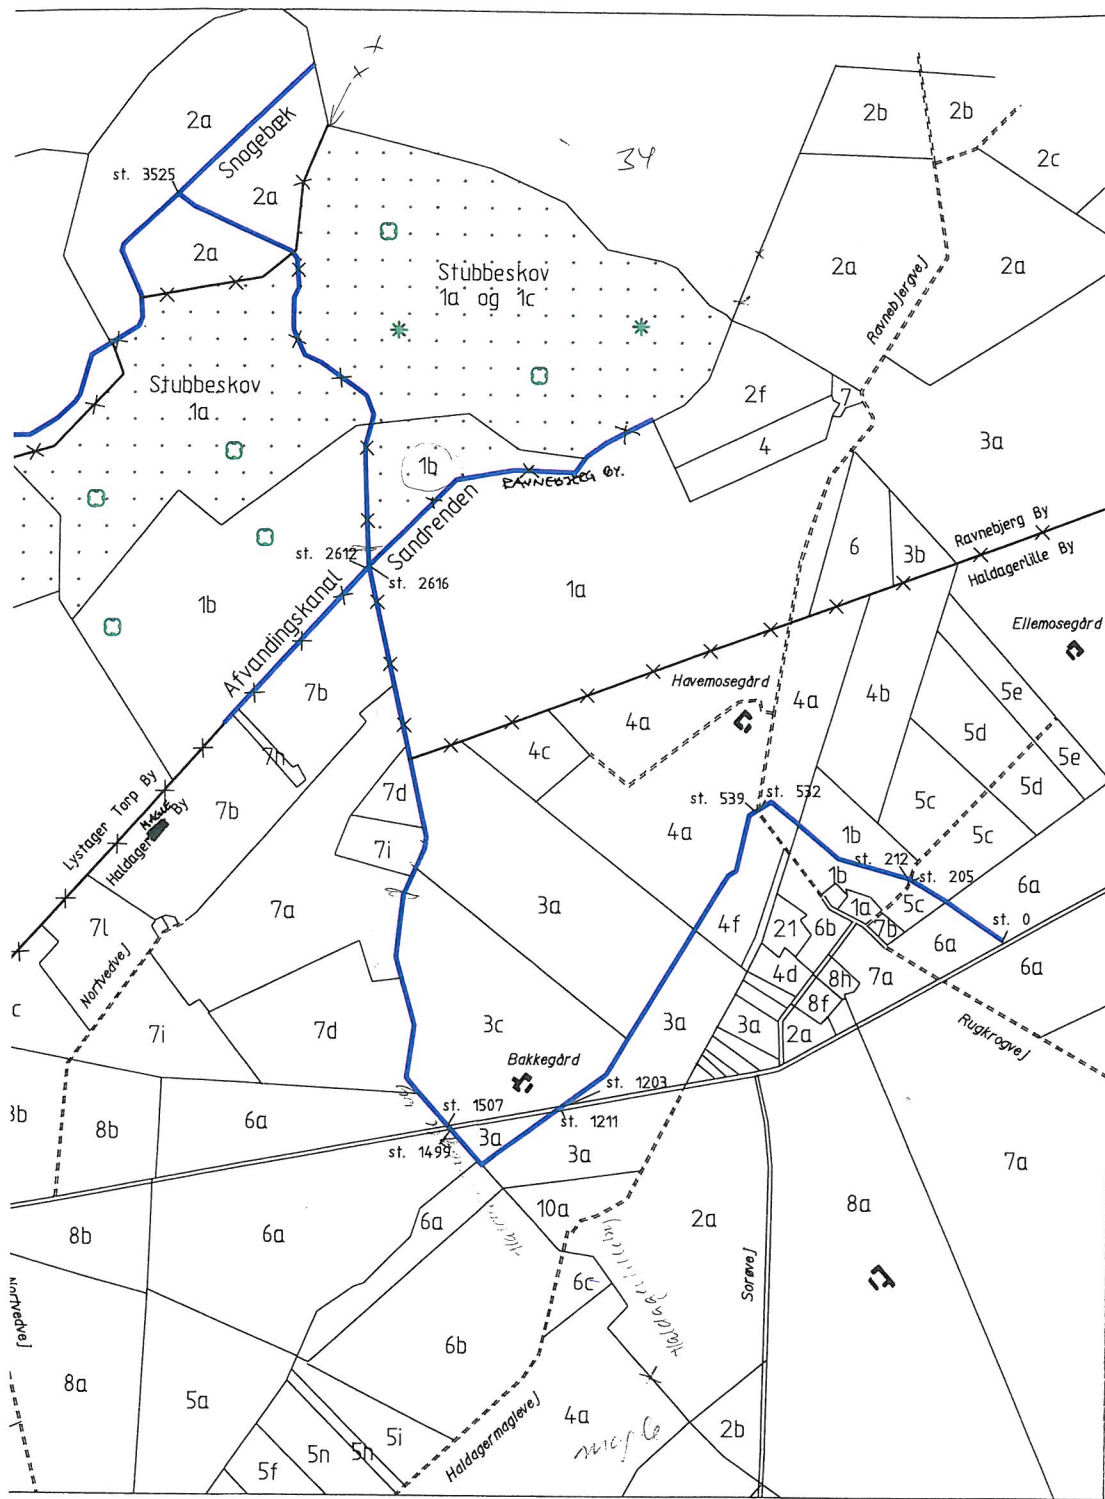 2a
Snogebæk
st. 3525
2a
2a
34
2b
2b
2c
2a
2a
Ravnebjergvej
Stubbeskov
1a og 1c
Stubbeskov
1a
2f
7
4
3a
1b
RAVNEBJERG BY.
Sandrenden
st. 2612
st. 2616
6
3b
Ravnebjerg By
Haldagerlille By
1b
1a
Afvandingskanal
7b
Ellemosegård
Havemosegård
4a
4a
4b
5e
5d
7h
4c
5e
7b
7d
5d
5c
st. 539
st. 532
Lystager Torp By
Haldager MAGLE By
4a
1b
5c
7i
st. 212
st. 205
1b
6a
7a
3a
1a
5c
7l
4f
21
6b
7b
st. 0
6a
6a
Nortvedvej
4d
8h
7a
c
8f
7i
7d
3c
3a
3a
2a
Rugkrogvej
Bakkegård
st. 1203
8b
8b
6a
st. 1507
st. 1211
3a
st. 1499
3a
7a
10a
8a
8b
6a
6a
2a
Haldagerlillevej
Sorøvej
6c
Nortvedvej
6b
8a
5a
4a
Haldagermaglevej
2b
5i
5n
5h
5f